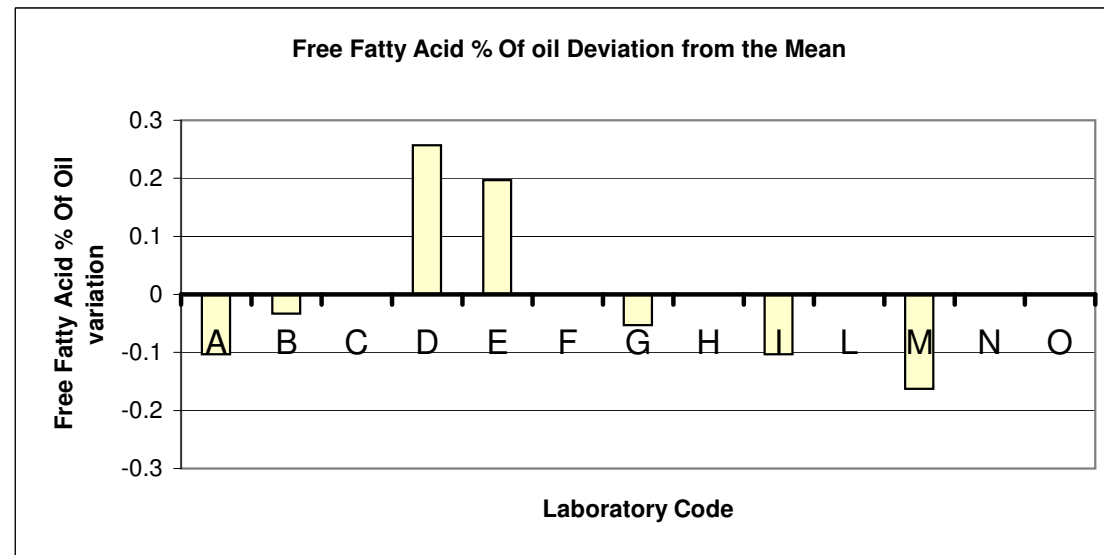 Free Fatty Acid % Of oil Deviation from the Mean
Free Fatty Acid % Of Oil
variation
0.3
0.2
0.1
0
-0.1
-0.2
-0.3
A B C D E F G H I L M N O
Laboratory Code